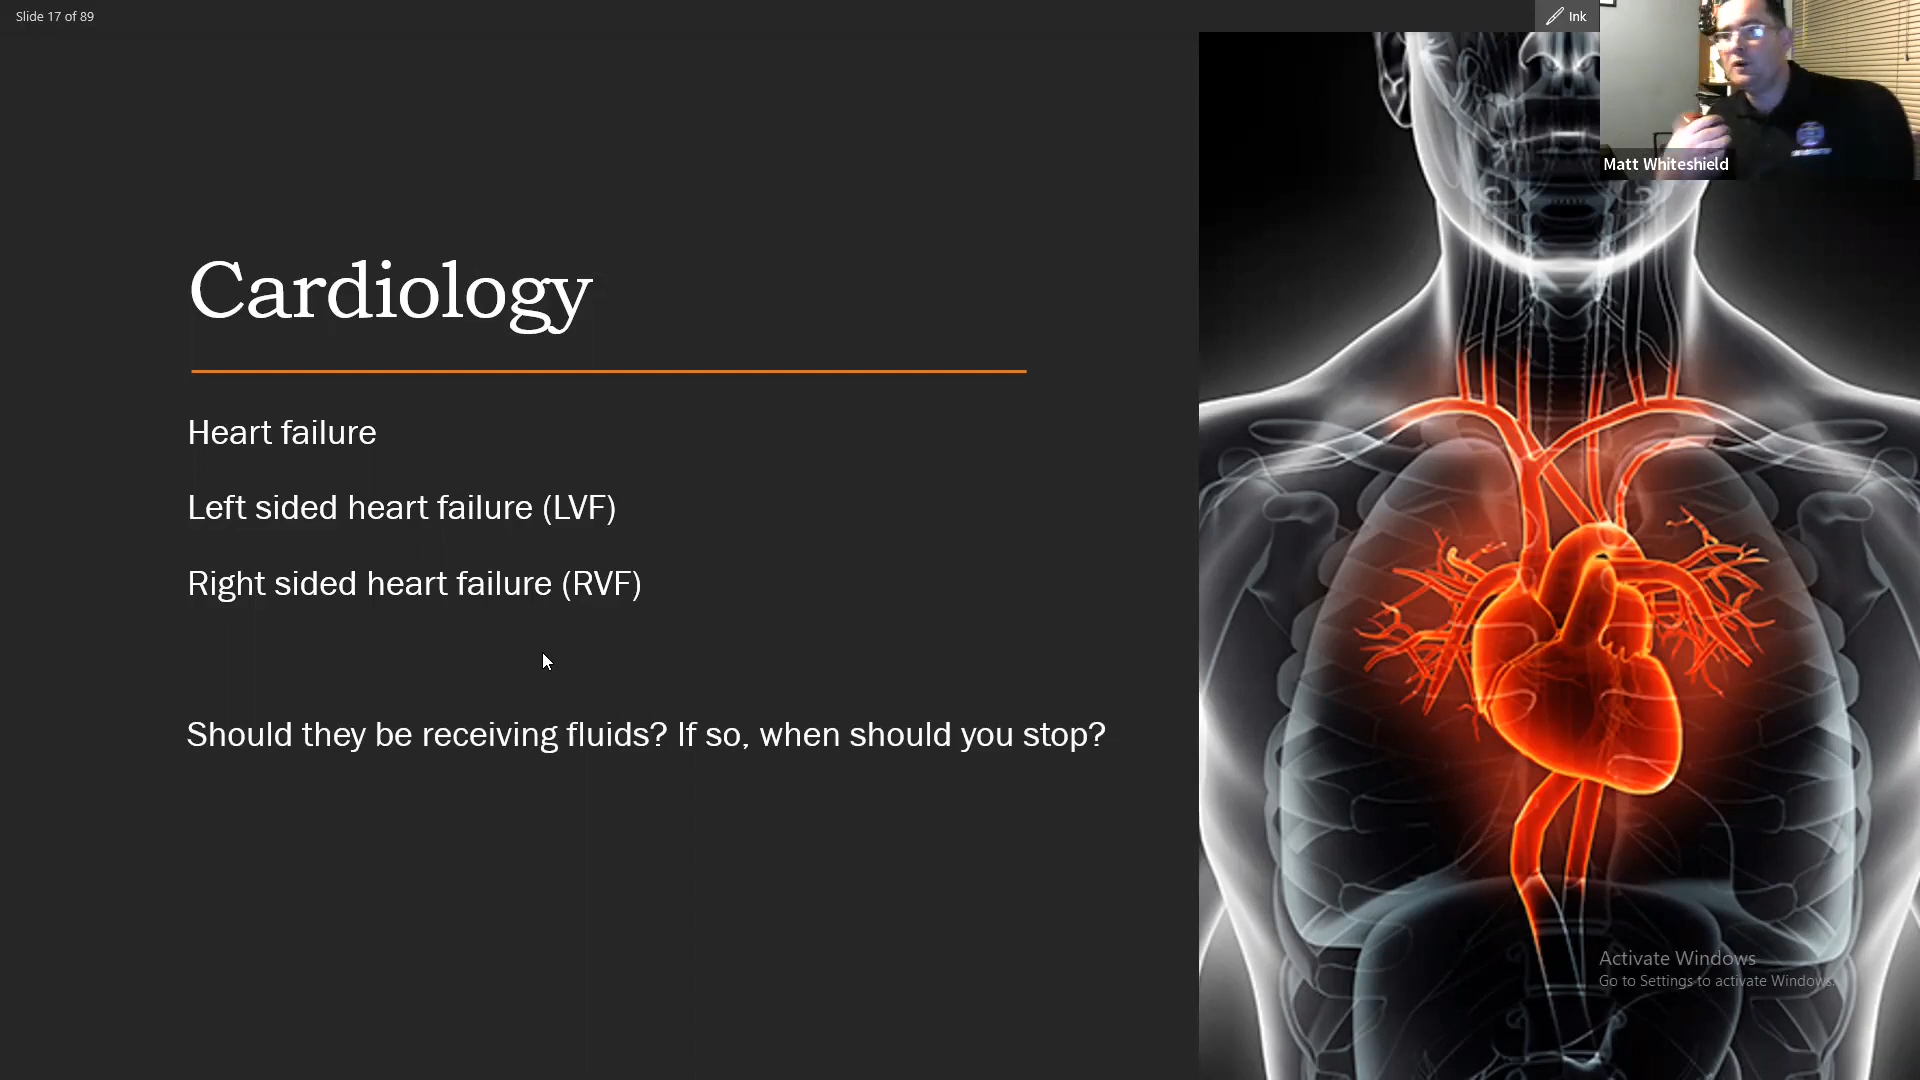 Slide 17 of 89
Ink
Matt Whiteshield
Cardiology
Heart failure
Left sided heart failure (LVF)
Right sided heart failure (RVF)
Should they be receiving fluids? If so, when should you stop?
Activate Windows
Go to Settings to activate Windows.